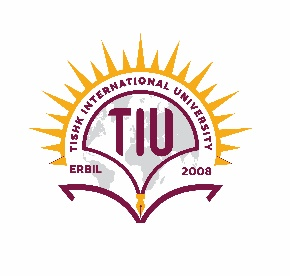 TISHK INTERNATIONAL UNIVERSITY
TIU
ERBIL 2008